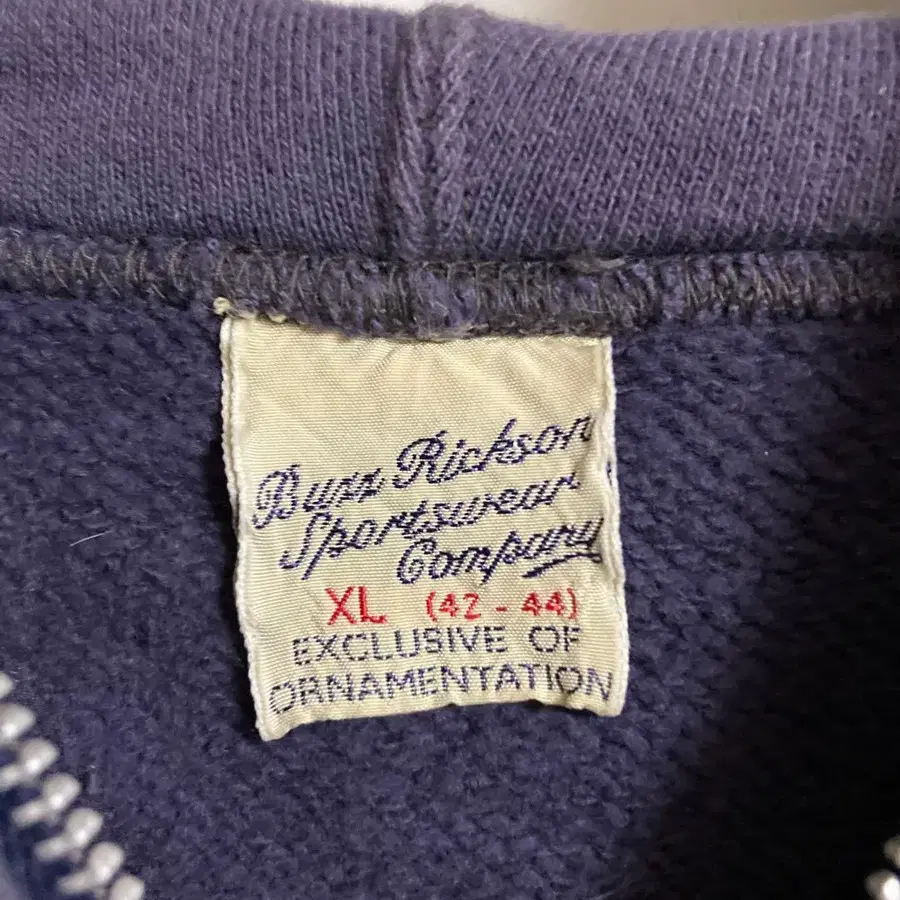 Buzz Rickson
Sportswear
Company
XL (42 - 44)
EXCLUSIVE OF
ORNAMENTATION